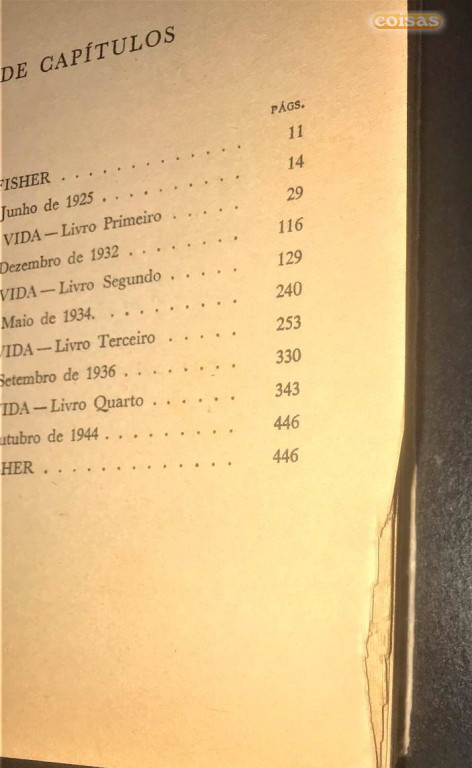 coisas
DE CAPÍTULOS
PÁGS.
FISHER . . . . . . . . . . . . . 11
Junho de 1925 . . . . . . . . . . 14
VIDA — Livro Primeiro . . . . . 29
Dezembro de 1932 . . . . . . . . 116
VIDA — Livro Segundo . . . . . 129
Maio de 1934. . . . . . . . . . 240
VIDA — Livro Terceiro . . . . . 253
Setembro de 1936 . . . . . . . . 330
VIDA — Livro Quarto . . . . . . 343
utubro de 1944 . . . . . . . . . 446
HER . . . . . . . . . . . . . 446